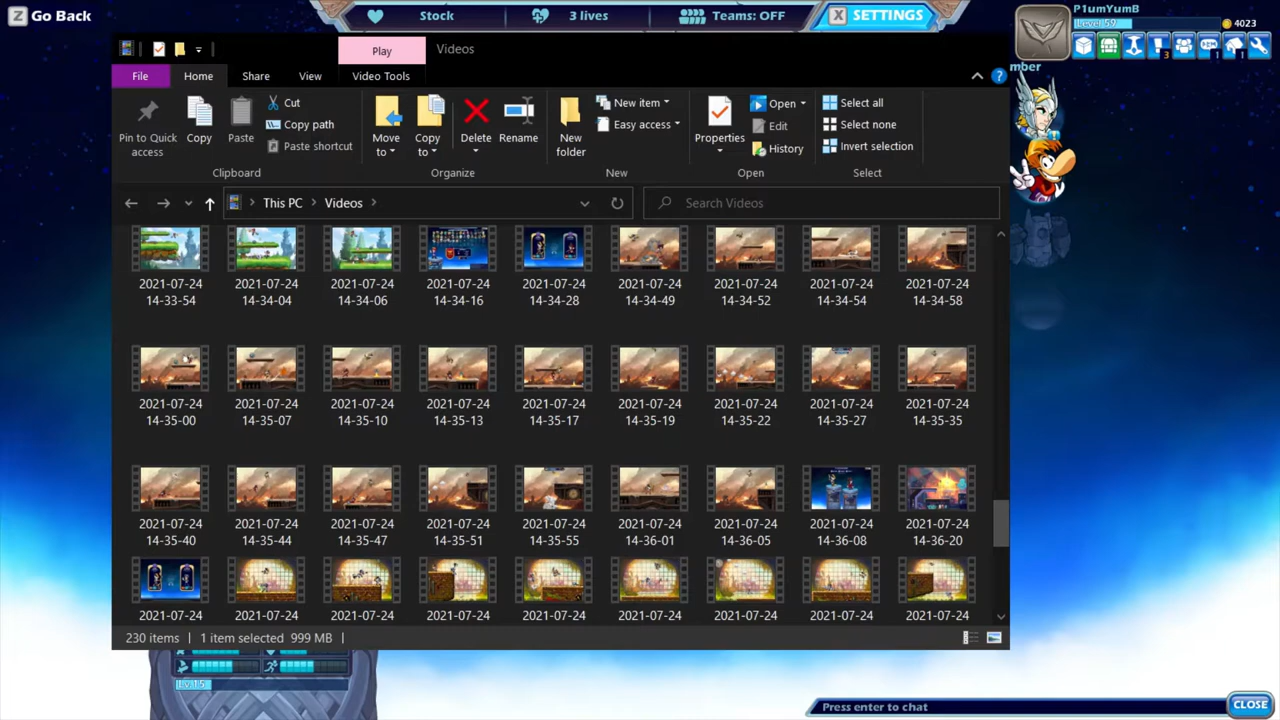 Z Go Back
Stock
3 lives
Teams: OFF
X SETTINGS
P1umYumB
Level 59
4023
3
1
1
mber
Play
Videos
File
Home
Share
View
Video Tools
Pin to Quick access
Copy
Paste
Cut
Copy path
Paste shortcut
Clipboard
Move to
Copy to
Delete
Rename
Organize
New folder
New item
Easy access
New
Properties
Open
Edit
History
Open
Select all
Select none
Invert selection
Select
This PC
Videos
Search Videos
2021-07-24 14-33-54
2021-07-24 14-34-04
2021-07-24 14-34-06
2021-07-24 14-34-16
2021-07-24 14-34-28
2021-07-24 14-34-49
2021-07-24 14-34-52
2021-07-24 14-34-54
2021-07-24 14-34-58
2021-07-24 14-35-00
2021-07-24 14-35-07
2021-07-24 14-35-10
2021-07-24 14-35-13
2021-07-24 14-35-17
2021-07-24 14-35-19
2021-07-24 14-35-22
2021-07-24 14-35-27
2021-07-24 14-35-35
2021-07-24 14-35-40
2021-07-24 14-35-44
2021-07-24 14-35-47
2021-07-24 14-35-51
2021-07-24 14-35-55
2021-07-24 14-36-01
2021-07-24 14-36-05
2021-07-24 14-36-08
2021-07-24 14-36-20
2021-07-24
2021-07-24
2021-07-24
2021-07-24
2021-07-24
2021-07-24
2021-07-24
2021-07-24
2021-07-24
230 items
1 item selected 999 MB
Lv.15
Press enter to chat
CLOSE